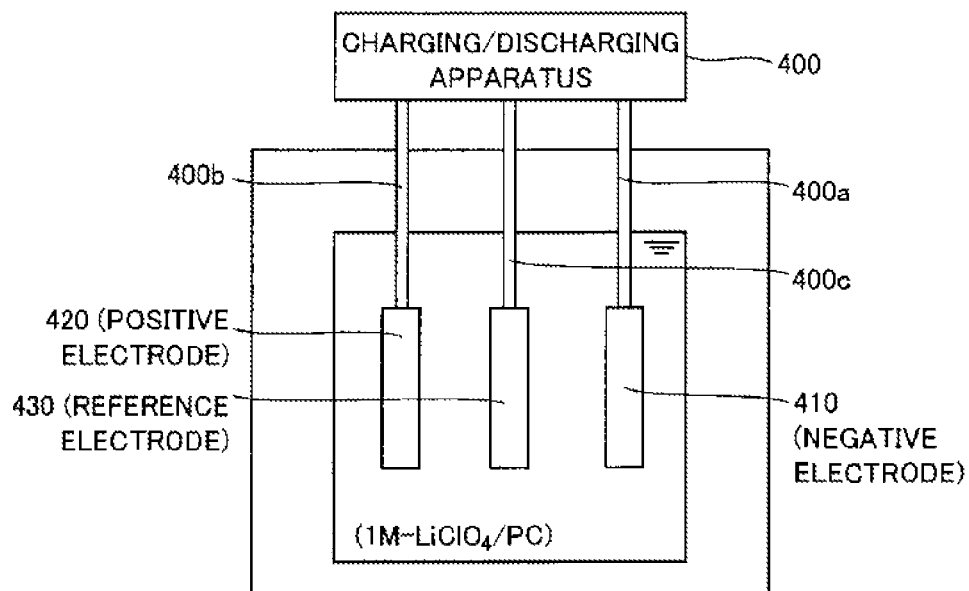 CHARGING/DISCHARGING
APPARATUS
400
400b
400a
400c
420 (POSITIVE
ELECTRODE)
430 (REFERENCE
ELECTRODE)
410
(NEGATIVE
ELECTRODE)
(1M-LiClO₄/PC)